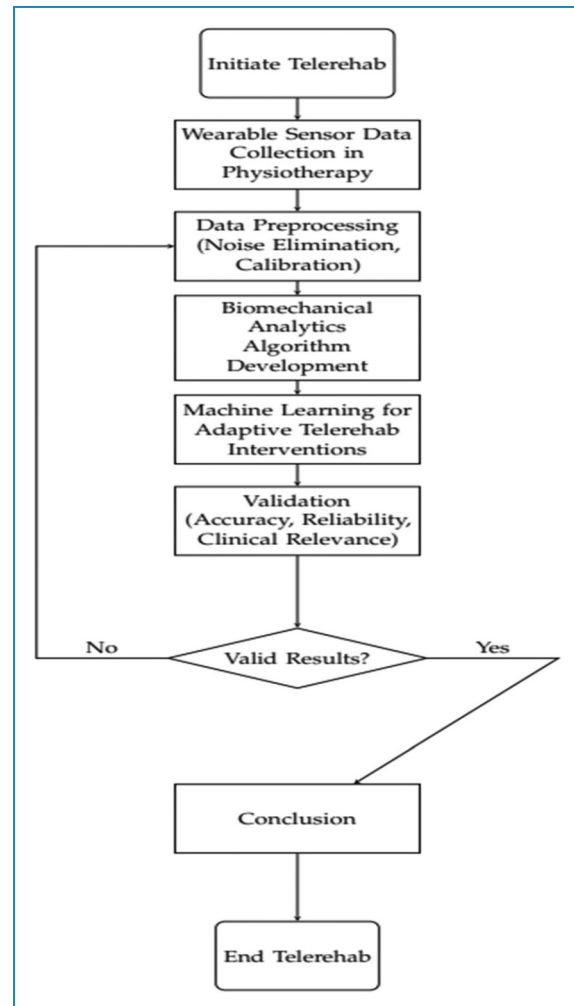 Initiate Telerehab
Wearable Sensor Data
Collection in
Physiotherapy
Data Preprocessing
(Noise Elimination,
Calibration)
Biomechanical
Analytics
Algorithm
Development
Machine Learning for
Adaptive Telerehab
Interventions
Validation
(Accuracy, Reliability,
Clinical Relevance)
No
Valid Results?
Yes
Conclusion
End Telerehab